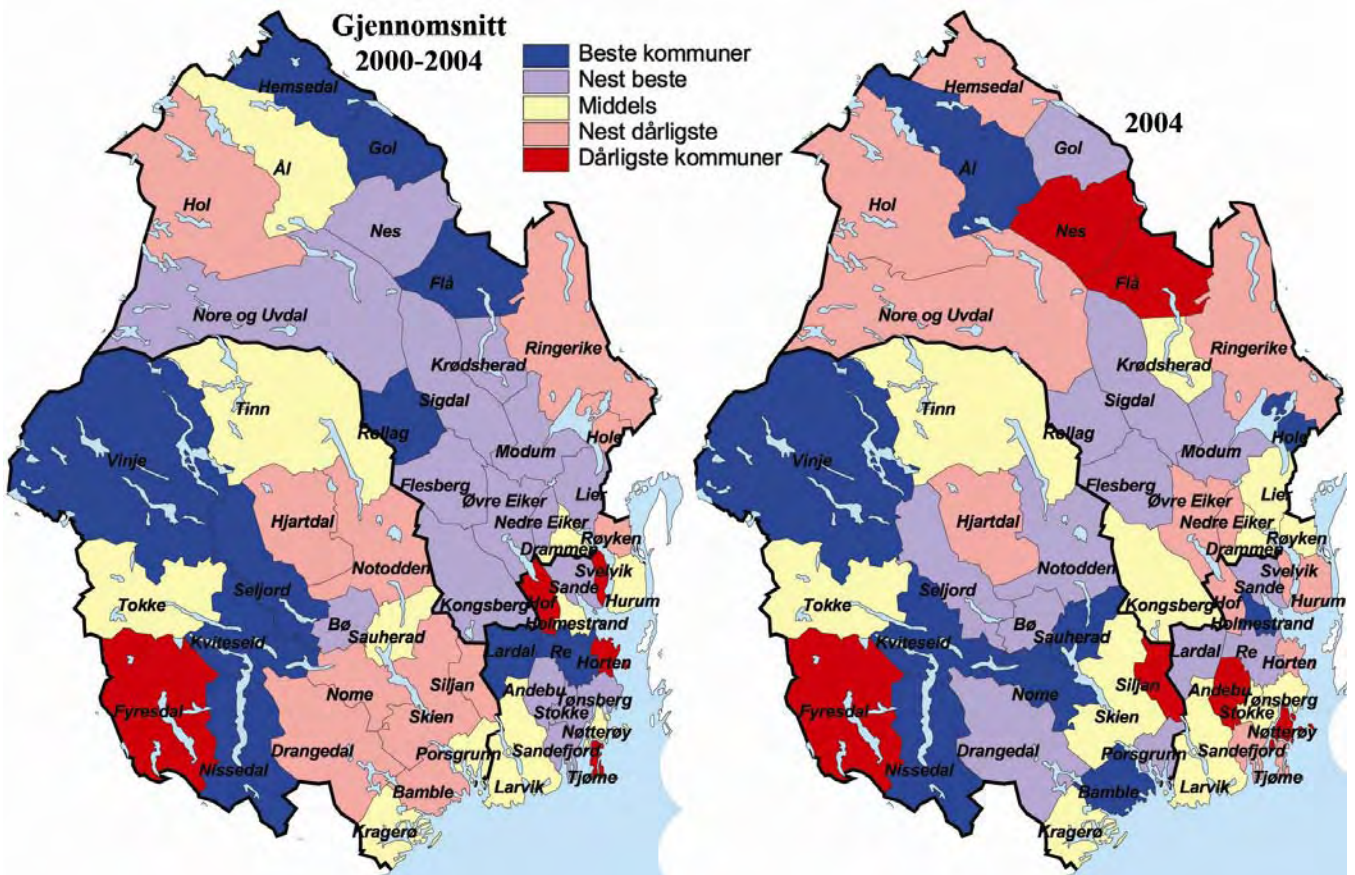 Gjennomsnitt
2000-2004
Beste kommuner
Nest beste
Middels
Nest dårligste
Dårligste kommuner
Hemsedal
Gol
Ål
Hol
Nes
Flå
Nore og Uvdal
Ringerike
Krødsherad
Tinn
Sigdal
Rollag
Hole
Modum
Vinje
Flesberg
Øvre Eiker
Lier
Hjartdal
Nedre Eiker
Røyken
Drammen
Notodden
Svelvik
Sande
Seljord
Hurum
Tokke
Hof
Kongsberg
Bø
Holmestrand
Sauherad
Kviteseid
Lardal
Re
Horten
Siljan
Nome
Andebu
Tønsberg
Fyresdal
Skien
Stokke
Nøtterøy
Drangedal
Porsgrunn
Sandefjord
Nissedal
Tjøme
Bamble
Larvik
Kragerø
2004
Hemsedal
Gol
Ål
Hol
Nes
Flå
Nore og Uvdal
Ringerike
Krødsherad
Tinn
Sigdal
Rollag
Hole
Modum
Vinje
Flesberg
Øvre Eiker
Lier
Hjartdal
Nedre Eiker
Røyken
Drammen
Notodden
Svelvik
Sande
Seljord
Hurum
Tokke
Hof
Kongsberg
Holmestrand
Bø
Sauherad
Kviteseid
Lardal
Re
Horten
Siljan
Nome
Andebu
Tønsberg
Fyresdal
Skien
Stokke
Nøtterøy
Drangedal
Porsgrunn
Sandefjord
Nissedal
Tjøme
Bamble
Larvik
Kragerø